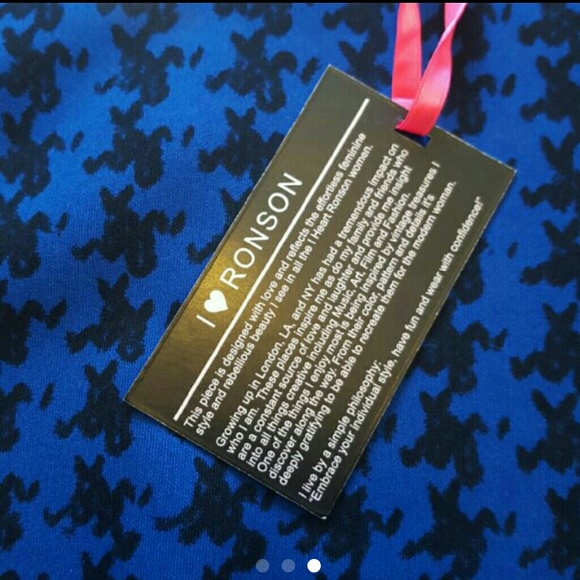 I ♥ RONSON
This piece is designed with love and reflects the effortless feminine
style and rebellious beauty I see in all the I Heart Ronson women.
Growing up in London, LA, and NY has had a tremendous impact on
who I am. These places inspire me as do my family and friends who
are a constant source of love and laughter and provide me insight
into all things creative including Music, Art, Film and Fashion.
One of the things I enjoy most is being inspired by vintage treasures I
discover along the way. From their color, pattern and details it's
deeply gratifying to be able to recreate them for the modern woman.
I live by a simple philosophy:
"Embrace your individual style, have fun and wear with confidence!"